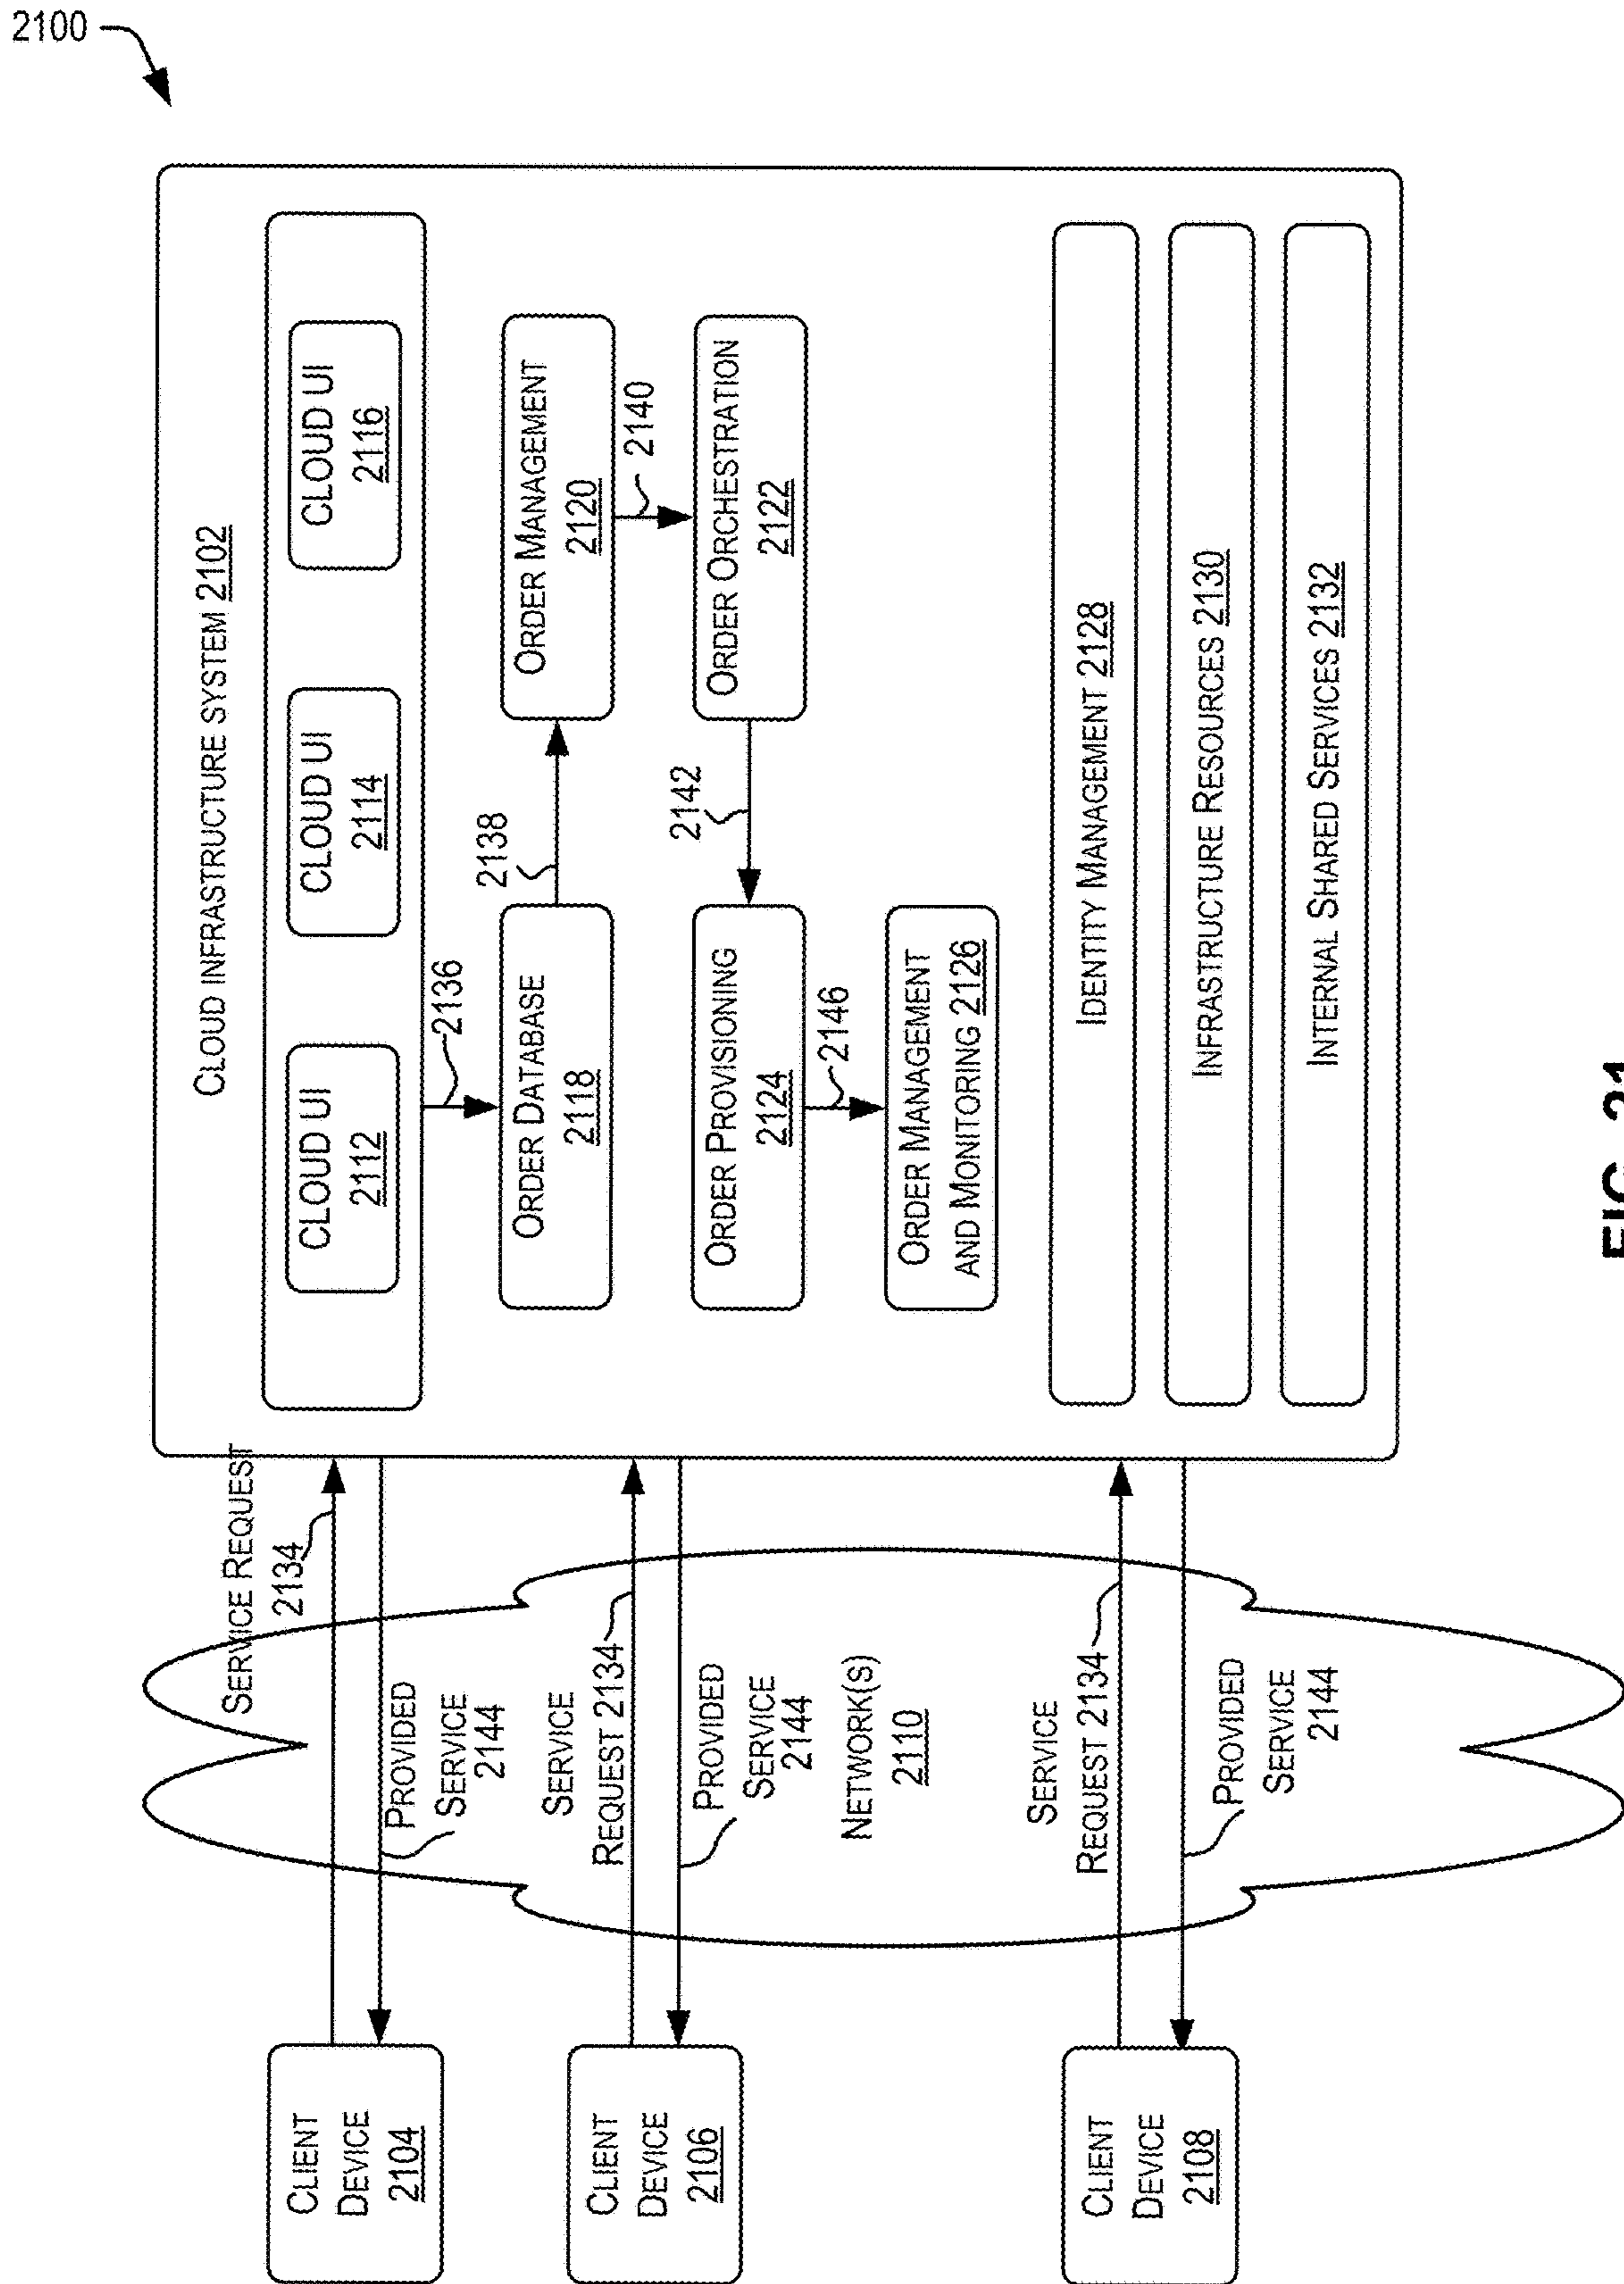 2100
CLOUD INFRASTRUCTURE SYSTEM 2102
CLOUD UI
2112
CLOUD UI
2114
CLOUD UI
2116
2136
ORDER DATABASE
2118
2138
ORDER MANAGEMENT
2120
2140
ORDER PROVISIONING
2124
2142
ORDER ORCHESTRATION
2122
2146
ORDER MANAGEMENT
AND MONITORING 2126
IDENTITY MANAGEMENT 2128
INFRASTRUCTURE RESOURCES 2130
INTERNAL SHARED SERVICES 2132
SERVICE REQUEST
2134
PROVIDED
SERVICE
2144
SERVICE
REQUEST 2134
PROVIDED
SERVICE
2144
NETWORK(S)
2110
SERVICE
REQUEST 2134
PROVIDED
SERVICE
2144
CLIENT
DEVICE
2104
CLIENT
DEVICE
2106
CLIENT
DEVICE
2108
FIG. 21